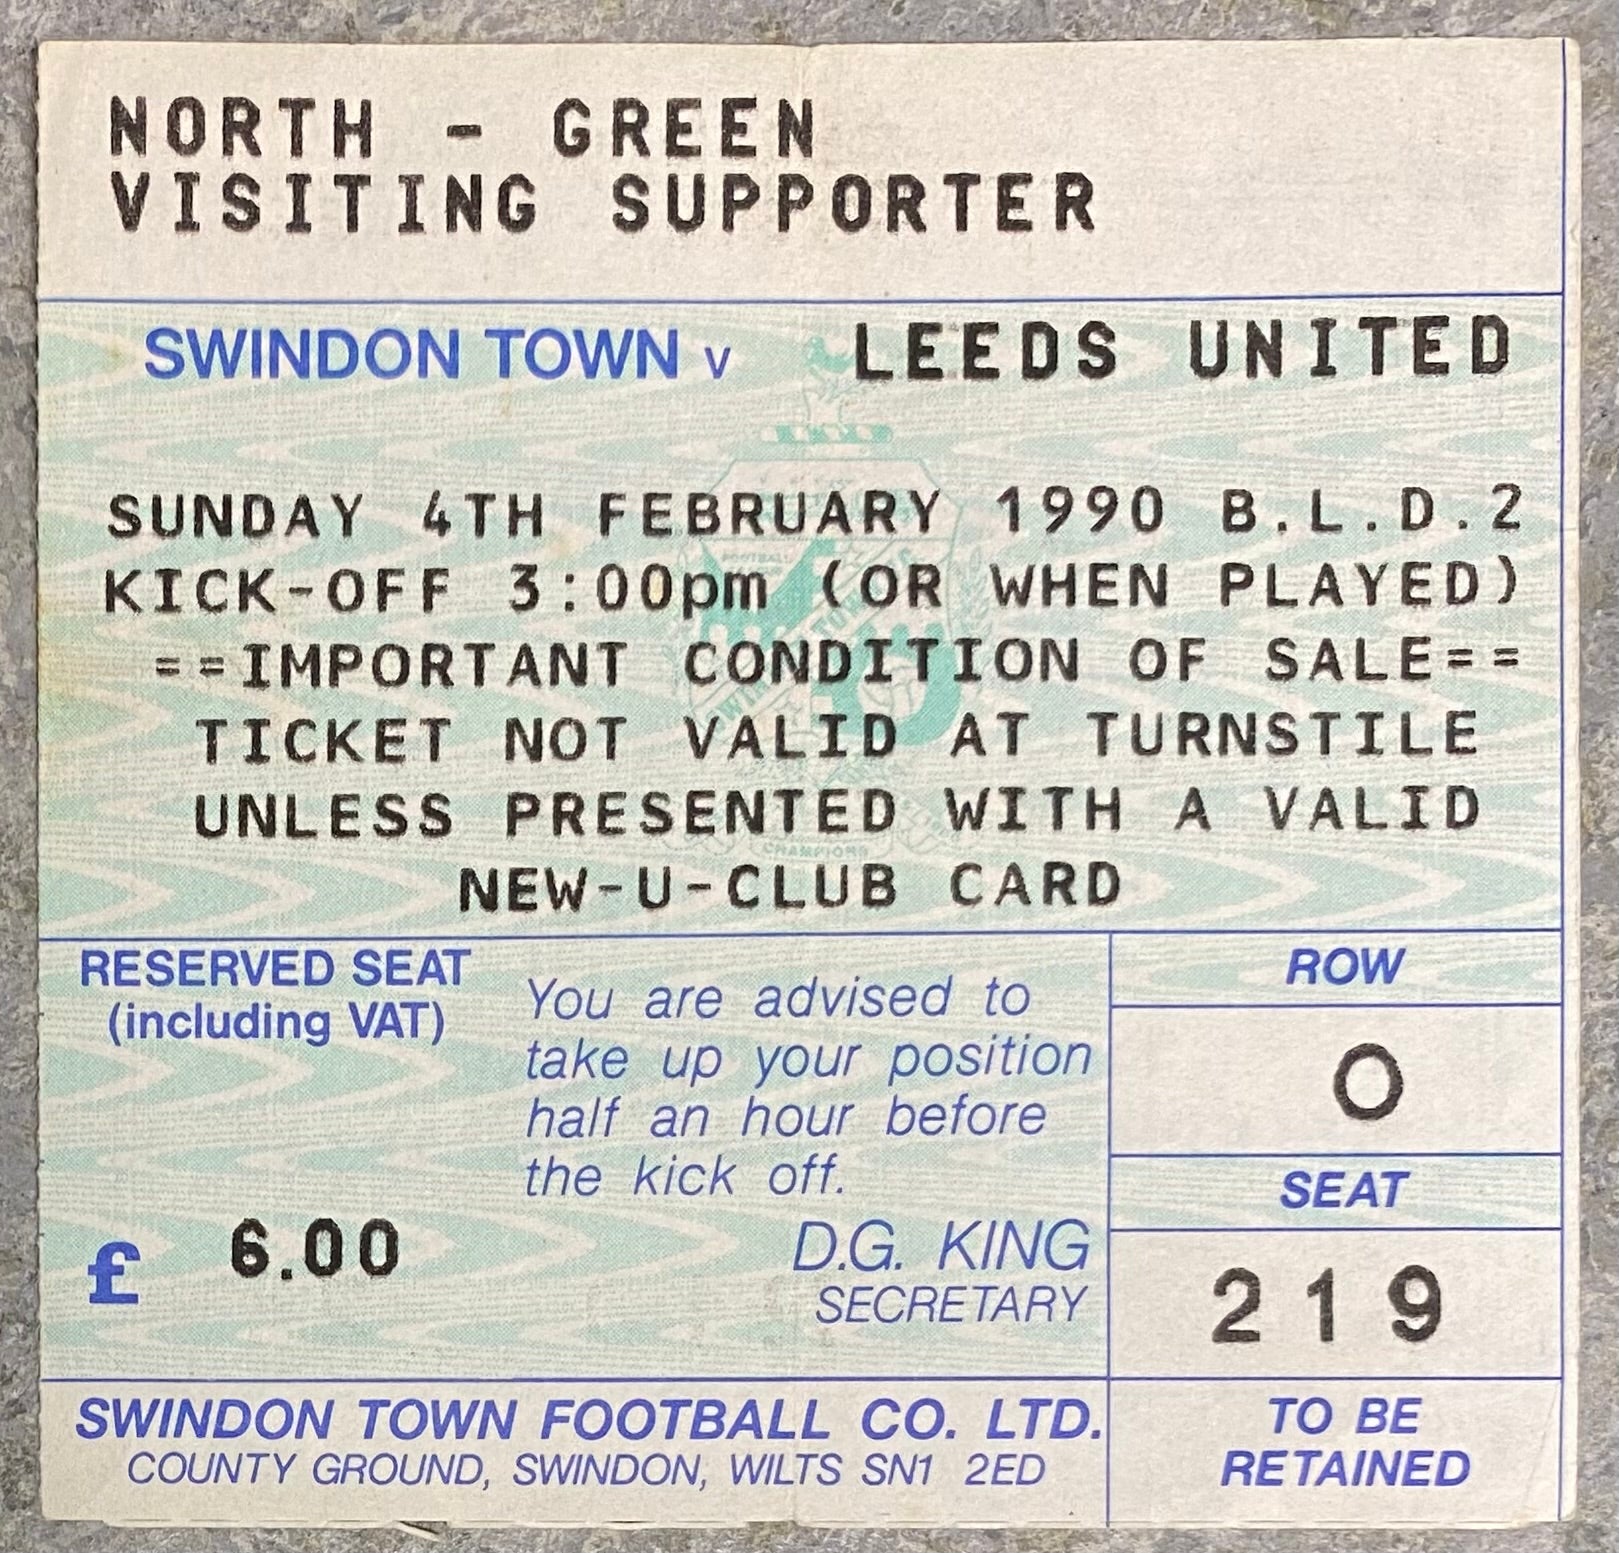 NORTH - GREEN
VISITING SUPPORTER
SWINDON TOWN v LEEDS UNITED
SUNDAY 4TH FEBRUARY 1990 B.L.D.2
KICK-OFF 3:00pm (OR WHEN PLAYED)
==IMPORTANT CONDITION OF SALE==
TICKET NOT VALID AT TURNSTILE
UNLESS PRESENTED WITH A VALID
NEW-U-CLUB CARD
CHAMPIONS
RESERVED SEAT
(including VAT)
£ 6.00
You are advised to
take up your position
half an hour before
the kick off.
D.G. KING
SECRETARY
ROW
O
SEAT
219
SWINDON TOWN FOOTBALL CO. LTD.
COUNTY GROUND, SWINDON, WILTS SN1 2ED
TO BE
RETAINED